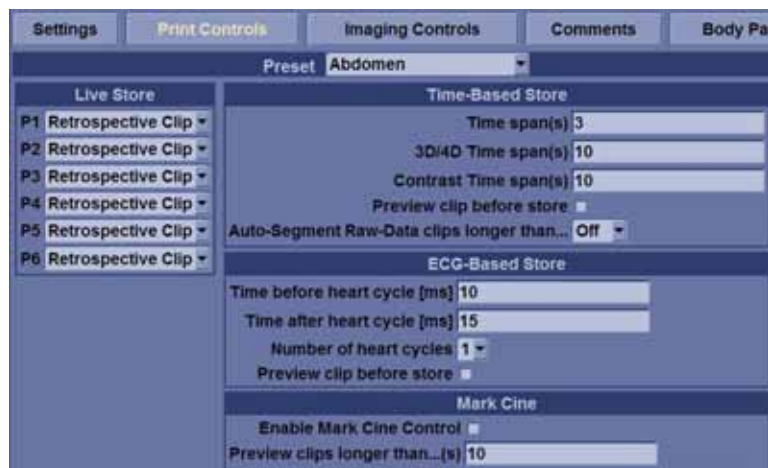 Settings
Print Controls
Imaging Controls
Comments
Body Pa
Preset Abdomen
Live Store
P1 Retrospective Clip
P2 Retrospective Clip
P3 Retrospective Clip
P4 Retrospective Clip
P5 Retrospective Clip
P6 Retrospective Clip
Time-Based Store
Time span(s) 3
3D/4D Time span(s) 10
Contrast Time span(s) 10
Preview clip before store
Auto-Segment Raw-Data clips longer than... Off
ECG-Based Store
Time before heart cycle [ms] 10
Time after heart cycle [ms] 15
Number of heart cycles 1
Preview clip before store
Mark Cine
Enable Mark Cine Control
Preview clips longer than...(s) 10